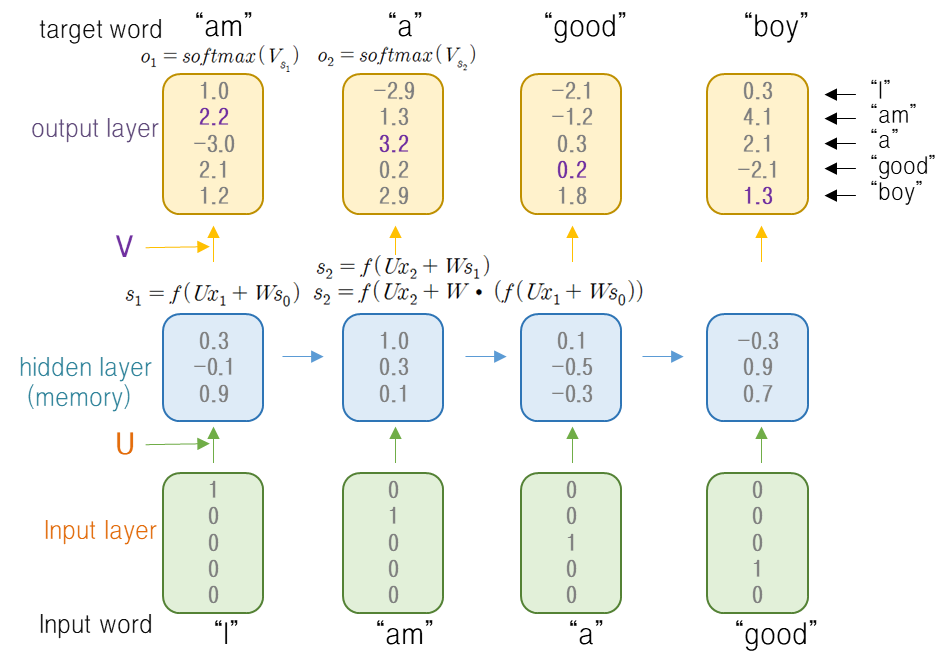 target word "am" "a" "good" "boy"
o₁ = softmax(V_{s₁}) o₂ = softmax(V_{s₂})
output layer
1.0 −2.9 −2.1 0.3 "I"
2.2 1.3 −1.2 4.1 "am"
−3.0 3.2 0.3 2.1 "a"
2.1 0.2 0.2 −2.1 "good"
1.2 2.9 1.8 1.3 "boy"
V
s₂ = f(Ux₂ + Ws₁)
s₁ = f(Ux₁ + Ws₀) s₂ = f(Ux₂ + W • (f(Ux₁ + Ws₀))
hidden layer
(memory)
0.3 1.0 0.1 −0.3
−0.1 0.3 −0.5 0.9
0.9 0.1 −0.3 0.7
U
Input layer
1 0 0 0
0 1 0 0
0 0 1 0
0 0 0 1
0 0 0 0
Input word "I" "am" "a" "good"